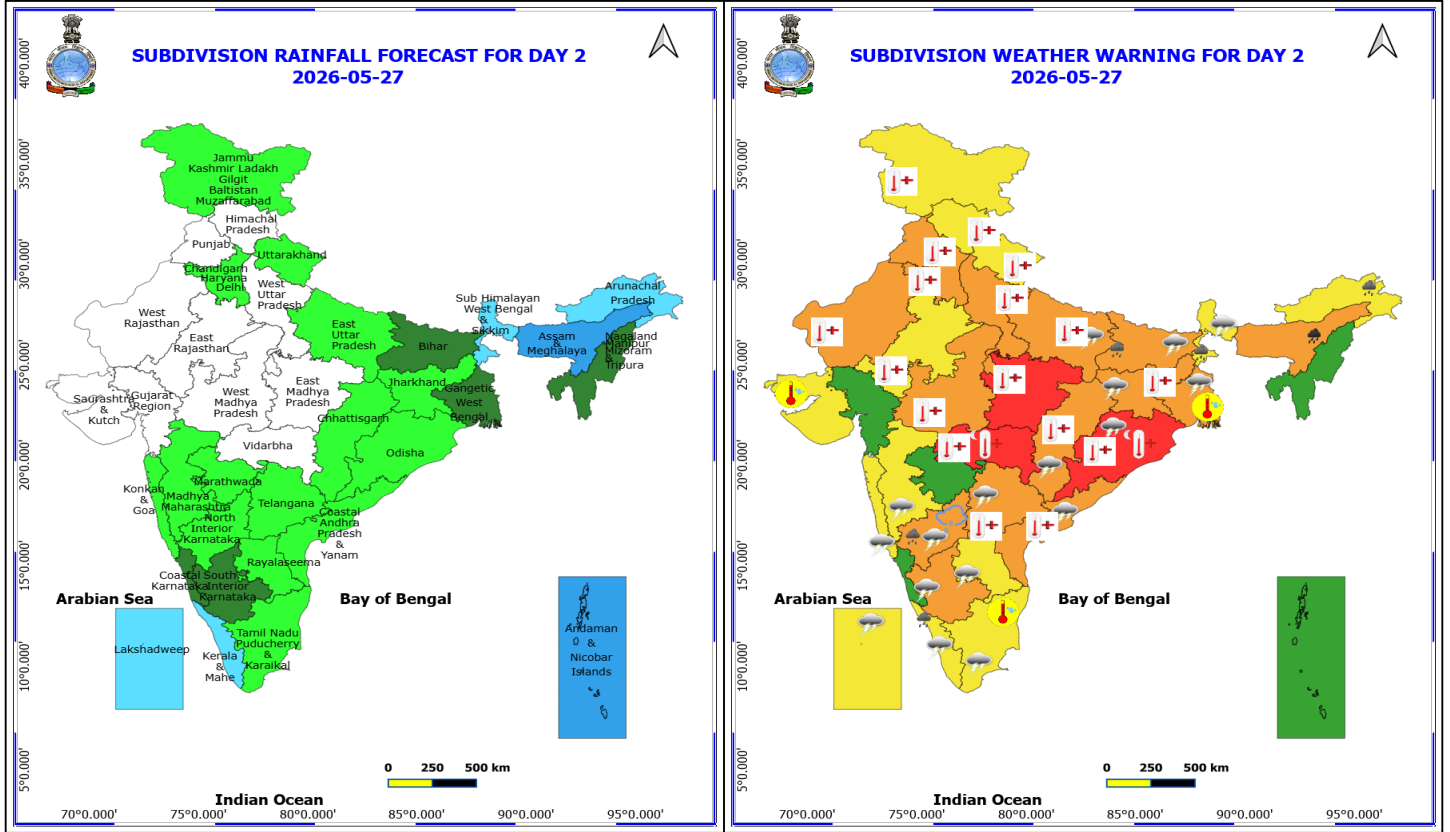 SUBDIVISION RAINFALL FORECAST FOR DAY 2
2026-05-27
40°0.000'
35°0.000'
30°0.000'
25°0.000'
20°0.000'
15°0.000'
10°0.000'
5°0.000'
Jammu
Kashmir Ladakh
Gilgit
Baltistan
Muzaffarabad
Himachal
Pradesh
Punjab
Uttarakhand
Chandigarh
Haryana
Delhi
West
Uttar
Pradesh
West
Rajasthan
East
Rajasthan
East
Uttar
Pradesh
Bihar
Sub Himalayan
West Bengal
&
Sikkim
Arunachal
Pradesh
Assam
&
Meghalaya
Nagaland
Manipur
Mizoram
&
Tripura
Saurashtra
&
Kutch
Gujarat
Region
West
Madhya
Pradesh
East
Madhya
Pradesh
Jharkhand
Gangetic
West
Bengal
Chhattisgarh
Odisha
Vidarbha
Konkan
&
Goa
Madhya
Maharashtra
Marathwada
Telangana
North
Interior
Karnataka
Coastal
Andhra
Pradesh
&
Yanam
Rayalaseema
Coastal
Karnataka
South
Interior
Karnataka
Arabian Sea
Bay of Bengal
Lakshadweep
Kerala
&
Mahe
Tamil Nadu
Puducherry
&
Karaikal
Andaman
&
Nicobar
Islands
0 250 500 km
Indian Ocean
70°0.000' 75°0.000' 80°0.000' 85°0.000' 90°0.000' 95°0.000'
SUBDIVISION WEATHER WARNING FOR DAY 2
2026-05-27
40°0.000'
35°0.000'
30°0.000'
25°0.000'
20°0.000'
15°0.000'
10°0.000'
5°0.000'
Arabian Sea
Bay of Bengal
0 250 500 km
Indian Ocean
70°0.000' 75°0.000' 80°0.000' 85°0.000' 90°0.000' 95°0.000'